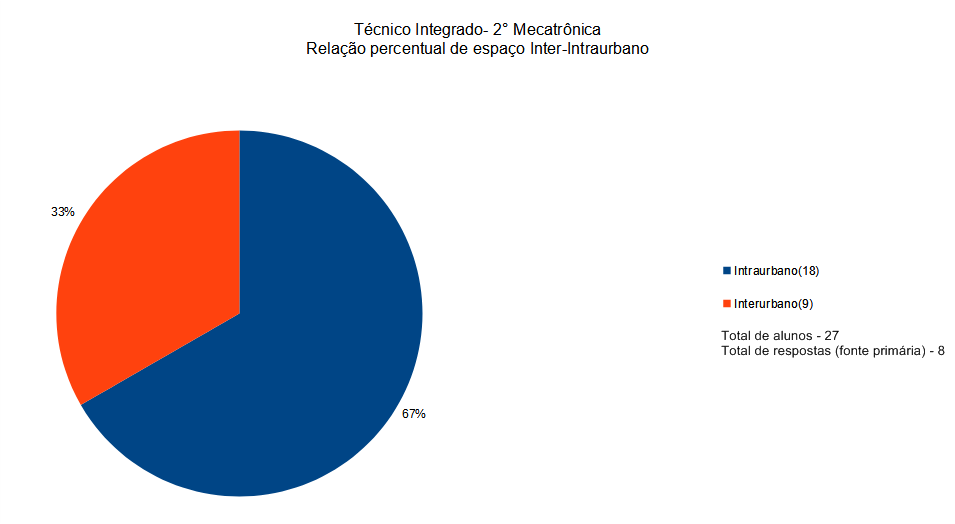 Técnico Integrado- 2° Mecatrônica
Relação percentual de espaço Inter-Intraurbano
33%
67%
Intraurbano(18)
Interurbano(9)
Total de alunos - 27
Total de respostas (fonte primária) - 8